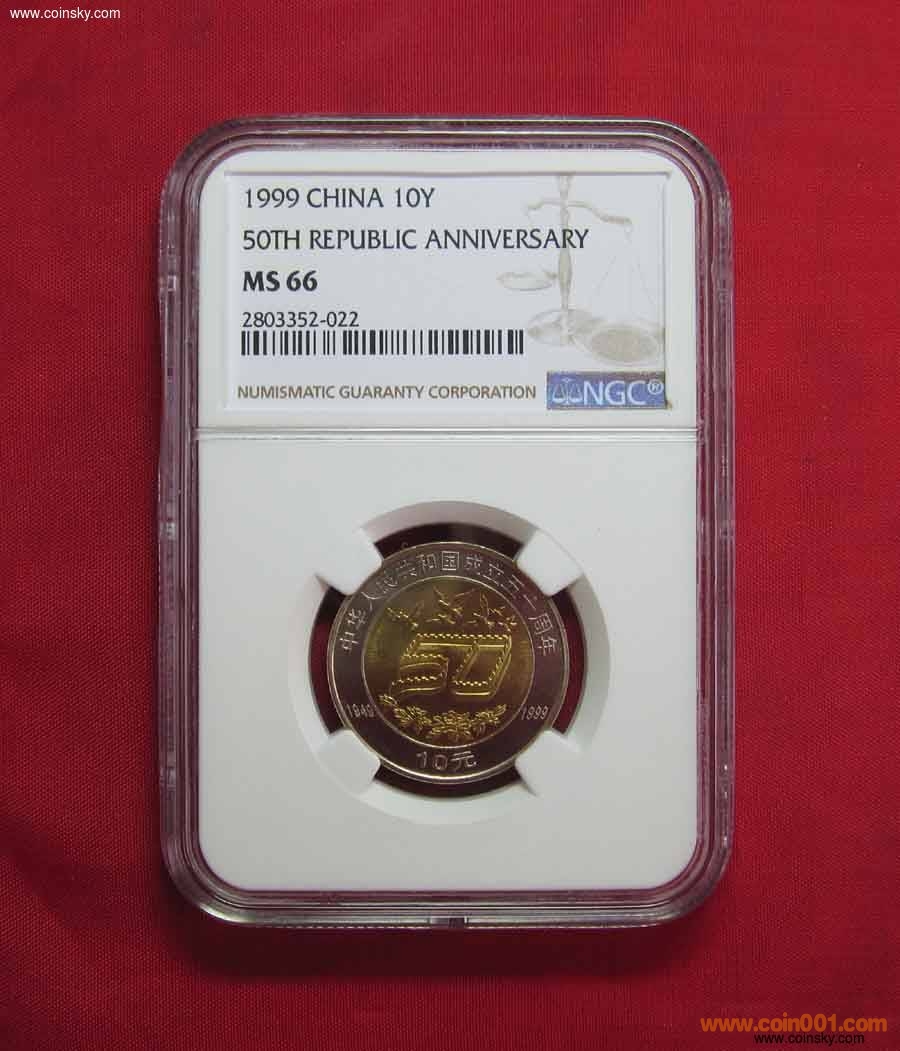 www.coinsky.com
1999 CHINA 10Y
50TH REPUBLIC ANNIVERSARY
MS 66
2803352-022
NUMISMATIC GUARANTY CORPORATION NGC®
中华人民共和国成立五十周年
50
1949 1999
10元
www.coin001.com
www.coinsky.com